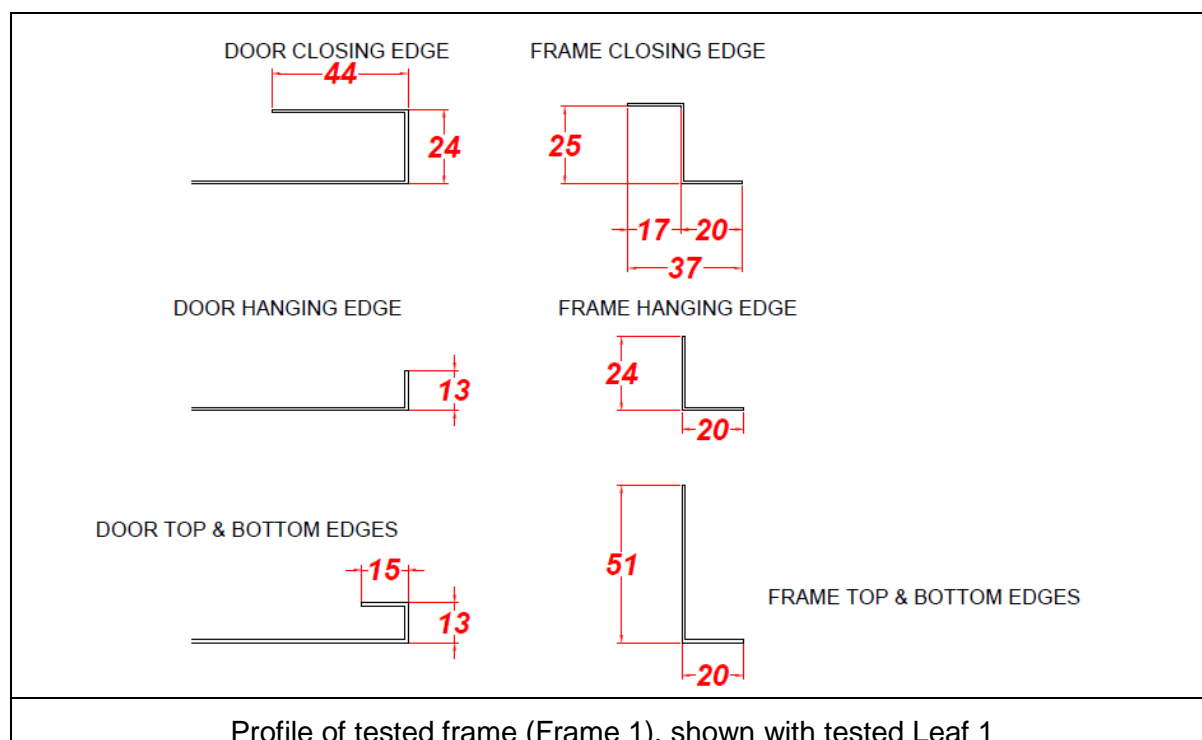 DOOR CLOSING EDGE
44
24
FRAME CLOSING EDGE
25
17
20
37
DOOR HANGING EDGE
13
FRAME HANGING EDGE
24
20
DOOR TOP & BOTTOM EDGES
15
13
51
FRAME TOP & BOTTOM EDGES
20
Profile of tested frame (Frame 1), shown with tested Leaf 1